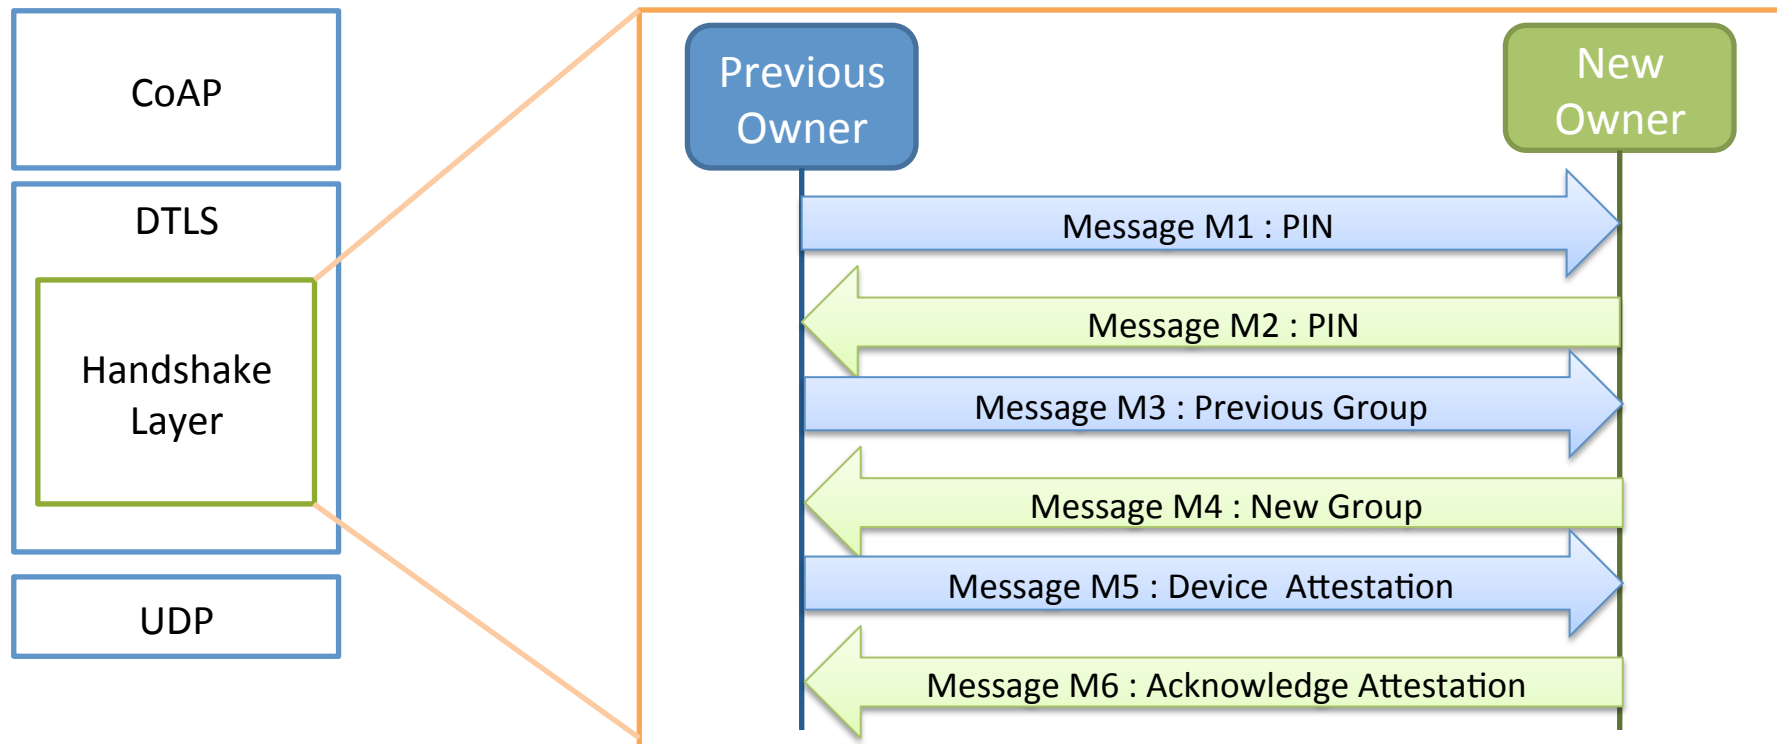 CoAP
DTLS
Handshake
Layer
UDP
Previous
Owner
New
Owner
Message M1 : PIN
Message M2 : PIN
Message M3 : Previous Group
Message M4 : New Group
Message M5 : Device  Attestation
Message M6 : Acknowledge Attestation